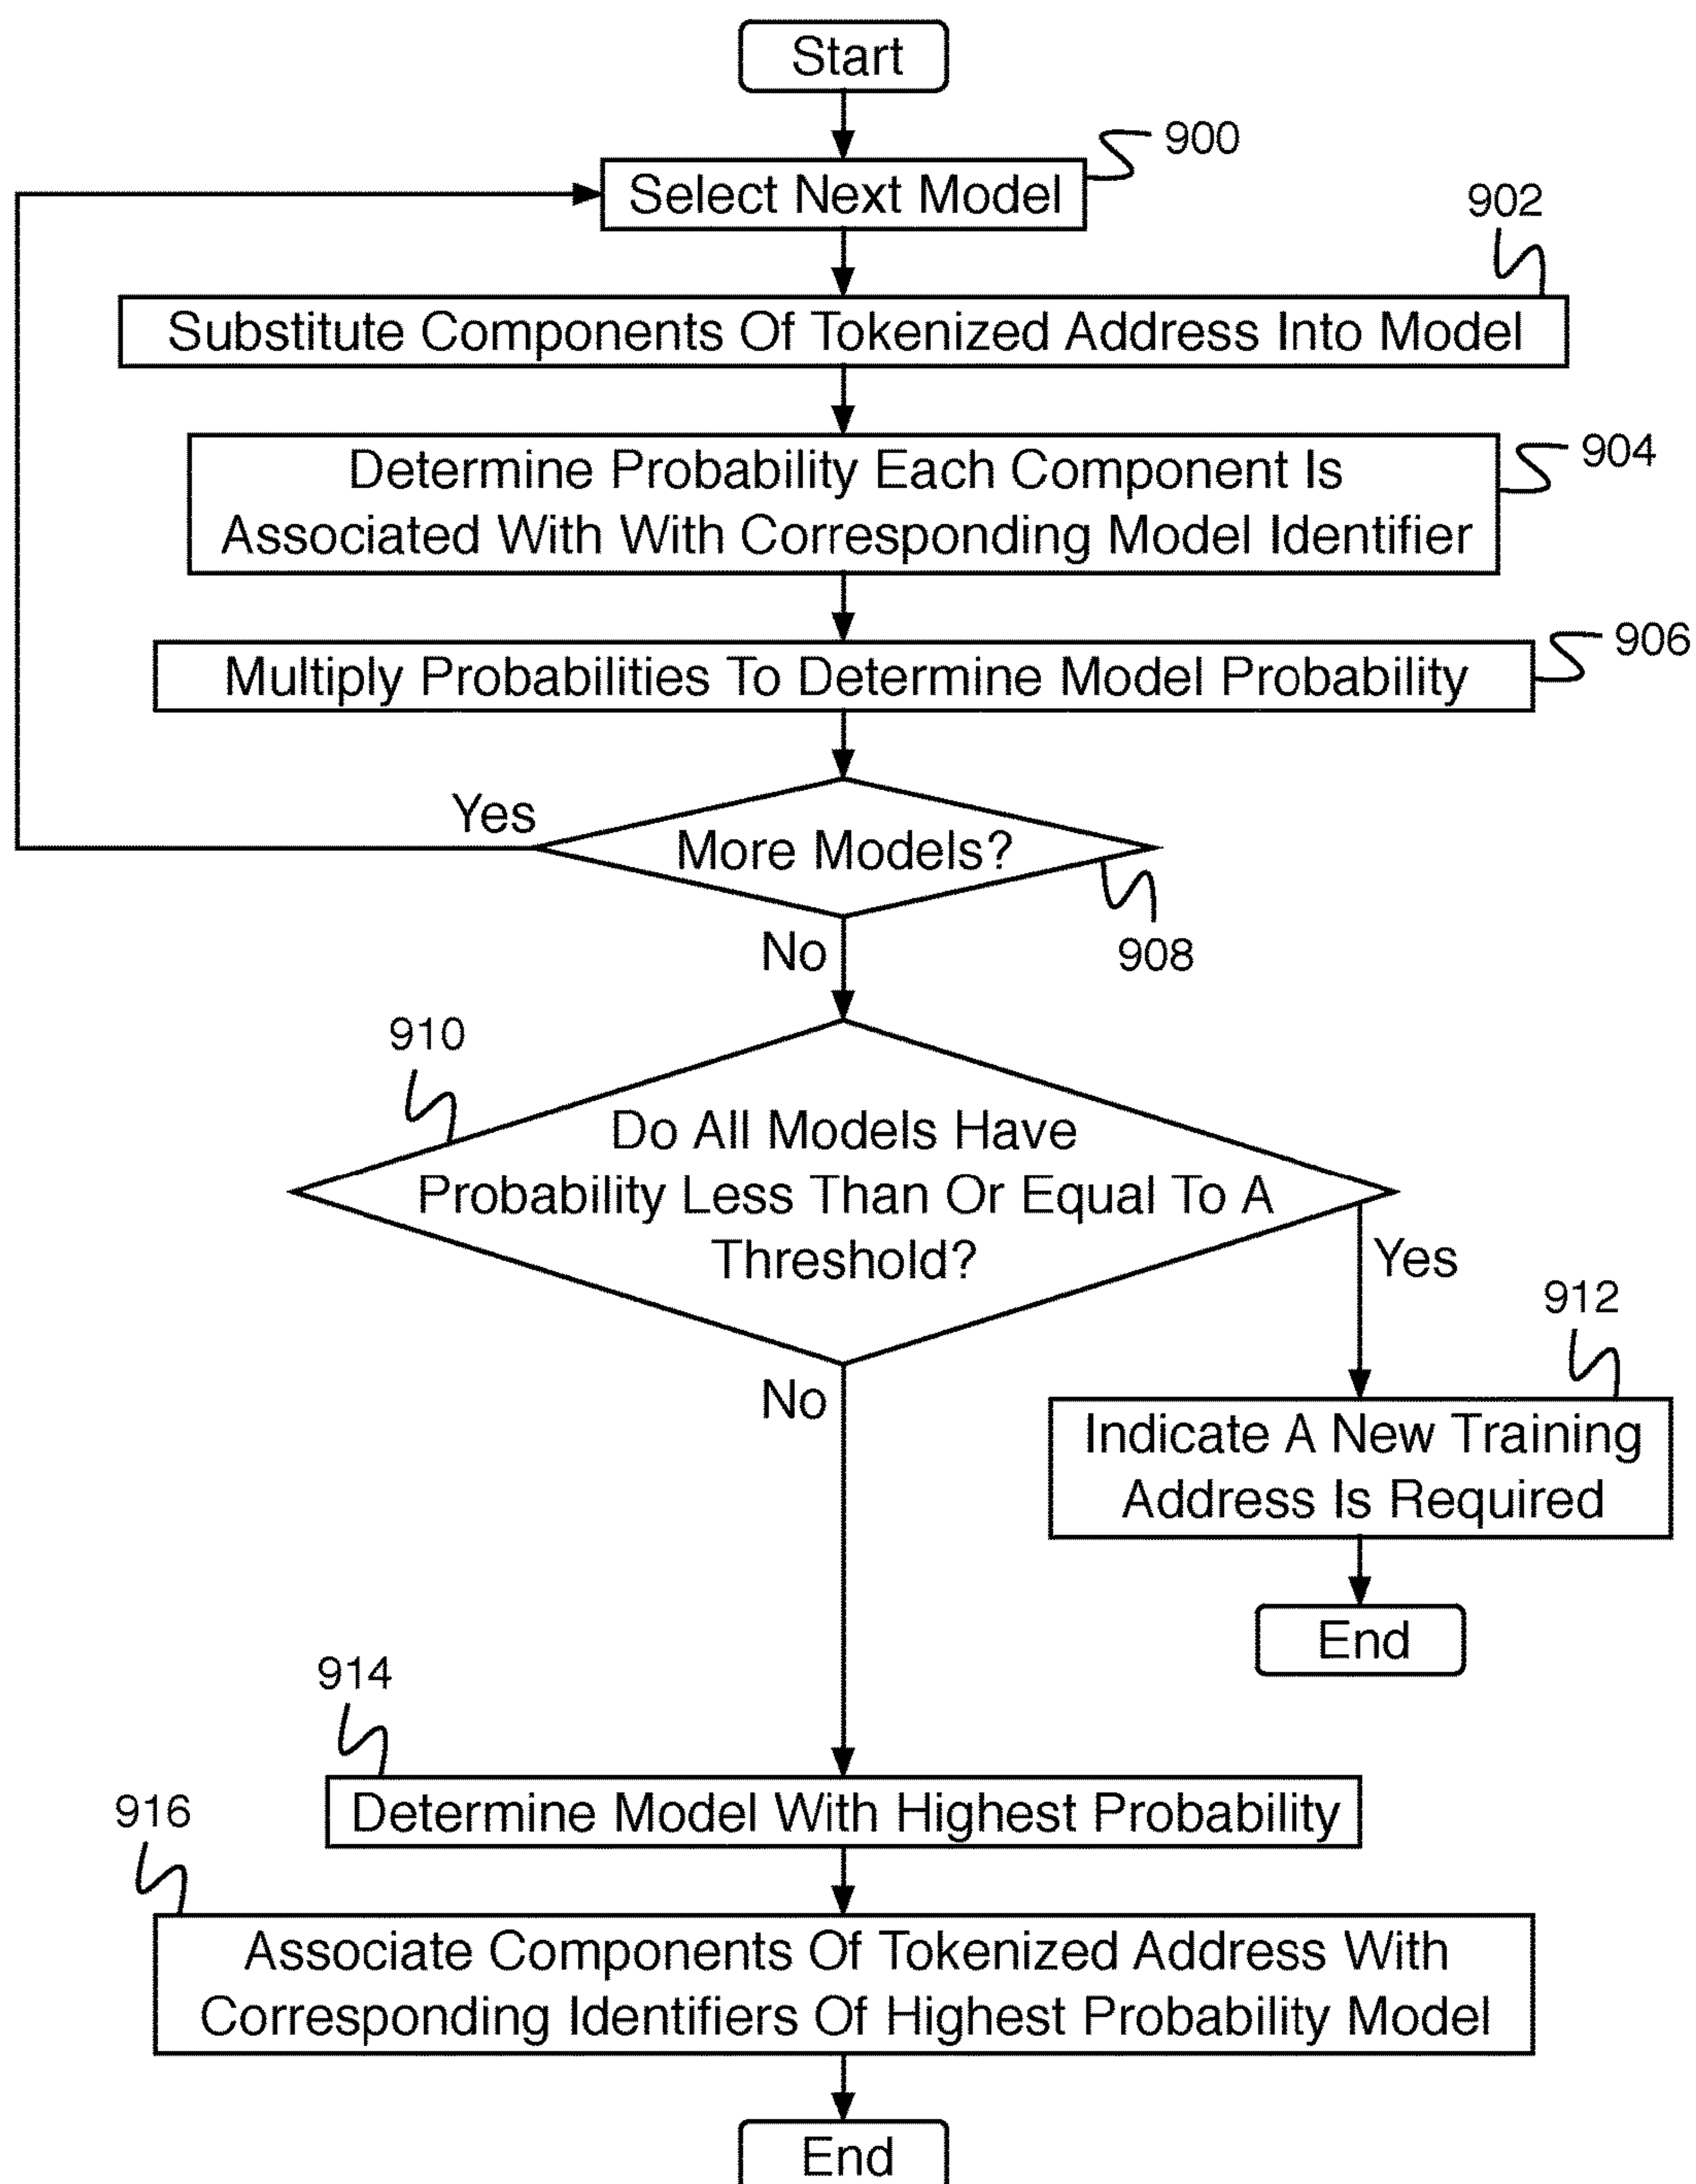 Start
900
Select Next Model
902
Substitute Components Of Tokenized Address Into Model
904
Determine Probability Each Component Is
Associated With With Corresponding Model Identifier
906
Multiply Probabilities To Determine Model Probability
Yes
More Models?
908
No
910
Do All Models Have
Probability Less Than Or Equal To A
Threshold?
Yes
912
No
Indicate A New Training
Address Is Required
End
914
Determine Model With Highest Probability
916
Associate Components Of Tokenized Address With
Corresponding Identifiers Of Highest Probability Model
End